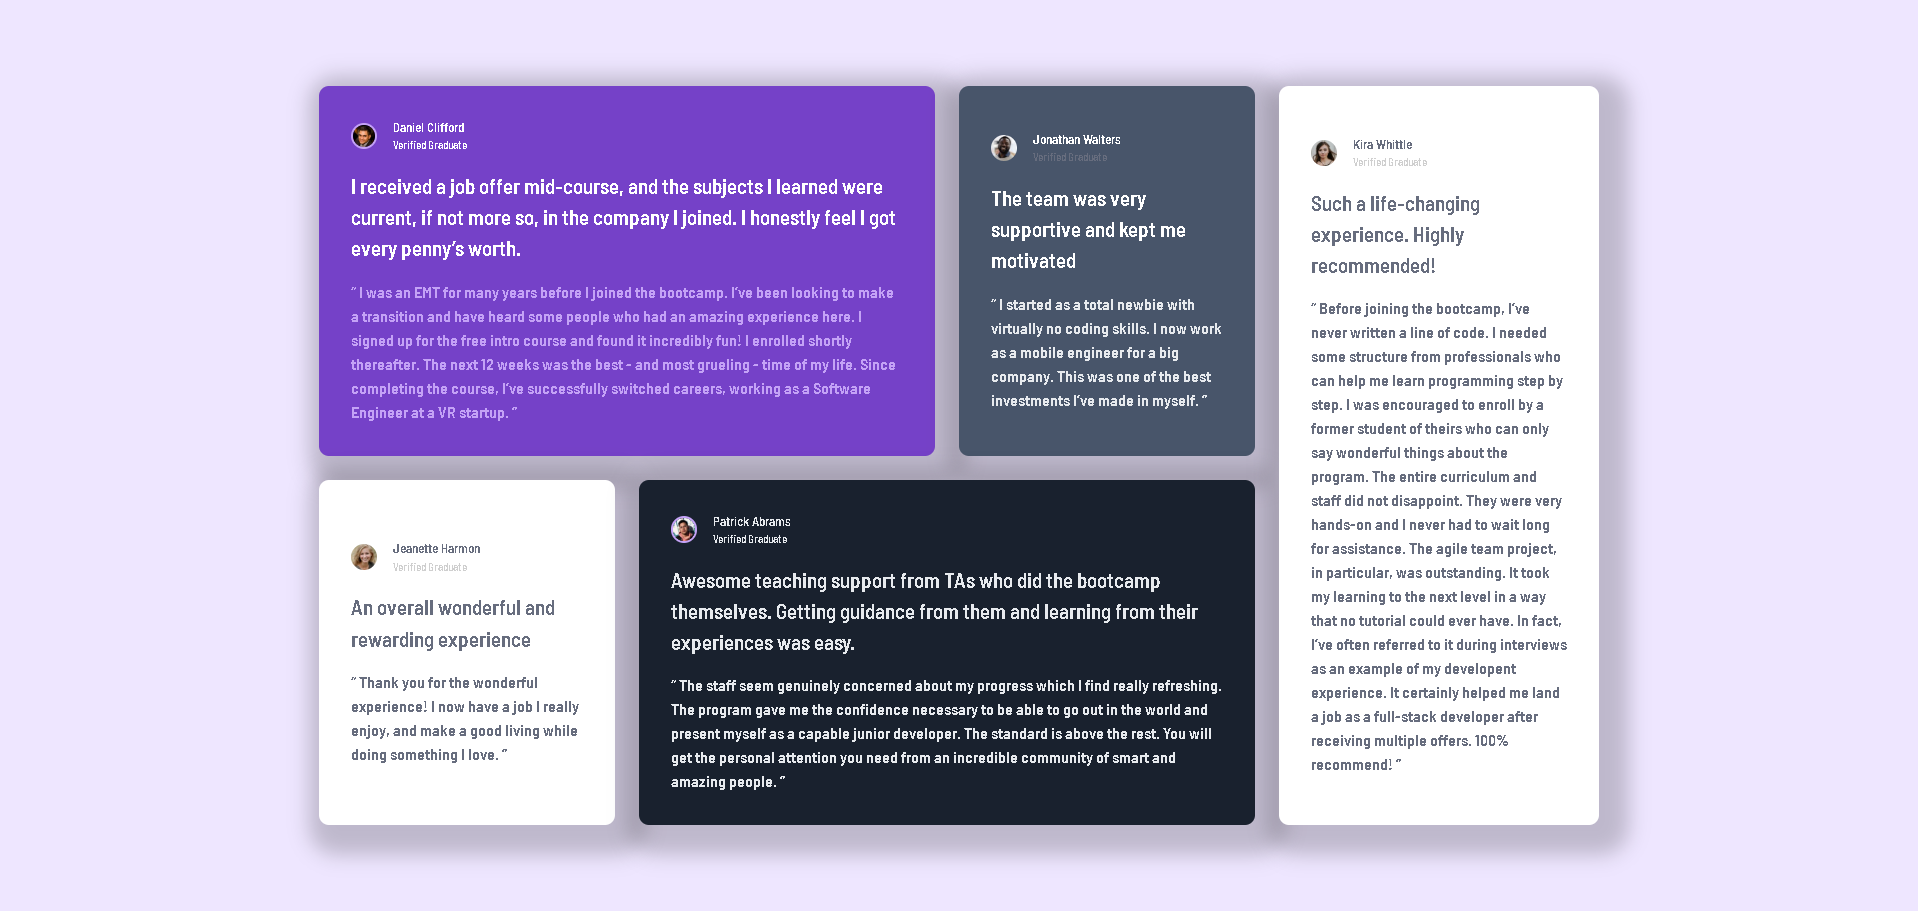 Daniel Clifford
Verified Graduate
I received a job offer mid-course, and the subjects I learned were
current, if not more so, in the company I joined. I honestly feel I got
every penny’s worth.
“ I was an EMT for many years before I joined the bootcamp. I’ve been looking to make
a transition and have heard some people who had an amazing experience here. I
signed up for the free intro course and found it incredibly fun! I enrolled shortly
thereafter. The next 12 weeks was the best - and most grueling - time of my life. Since
completing the course, I’ve successfully switched careers, working as a Software
Engineer at a VR startup. ”
Jonathan Walters
Verified Graduate
The team was very
supportive and kept me
motivated
“ I started as a total newbie with
virtually no coding skills. I now work
as a mobile engineer for a big
company. This was one of the best
investments I’ve made in myself. ”
Kira Whittle
Verified Graduate
Such a life-changing
experience. Highly
recommended!
“ Before joining the bootcamp, I’ve
never written a line of code. I needed
some structure from professionals who
can help me learn programming step by
step. I was encouraged to enroll by a
former student of theirs who can only
say wonderful things about the
program. The entire curriculum and
staff did not disappoint. They were very
hands-on and I never had to wait long
for assistance. The agile team project,
in particular, was outstanding. It took
my learning to the next level in a way
that no tutorial could ever have. In fact,
I’ve often referred to it during interviews
as an example of my developent
experience. It certainly helped me land
a job as a full-stack developer after
receiving multiple offers. 100%
recommend! ”
Jeanette Harmon
Verified Graduate
An overall wonderful and
rewarding experience
“ Thank you for the wonderful
experience! I now have a job I really
enjoy, and make a good living while
doing something I love. ”
Patrick Abrams
Verified Graduate
Awesome teaching support from TAs who did the bootcamp
themselves. Getting guidance from them and learning from their
experiences was easy.
“ The staff seem genuinely concerned about my progress which I find really refreshing.
The program gave me the confidence necessary to be able to go out in the world and
present myself as a capable junior developer. The standard is above the rest. You will
get the personal attention you need from an incredible community of smart and
amazing people. ”